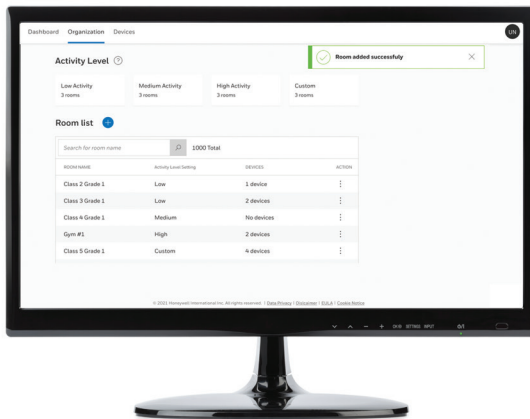 Dashboard Organization Devices UN
Room added successfuly
Activity Level ?
Low Activity Medium Activity High Activity Custom
3 rooms 3 rooms 3 rooms 3 rooms
Room list +
Search for room name 1000 Total
ROOM NAME Activity Level Setting DEVICES ACTION
Class 2 Grade 1 Low 1 device
Class 3 Grade 1 Low 2 devices
Class 4 Grade 1 Medium No devices
Gym #1 High 2 devices
Class 5 Grade 1 Custom 4 devices
© 2021 Honeywell International Inc. All rights reserved. | Data Privacy | Disclaimer | EULA | Cookie Notice
SETTINGS INPUT